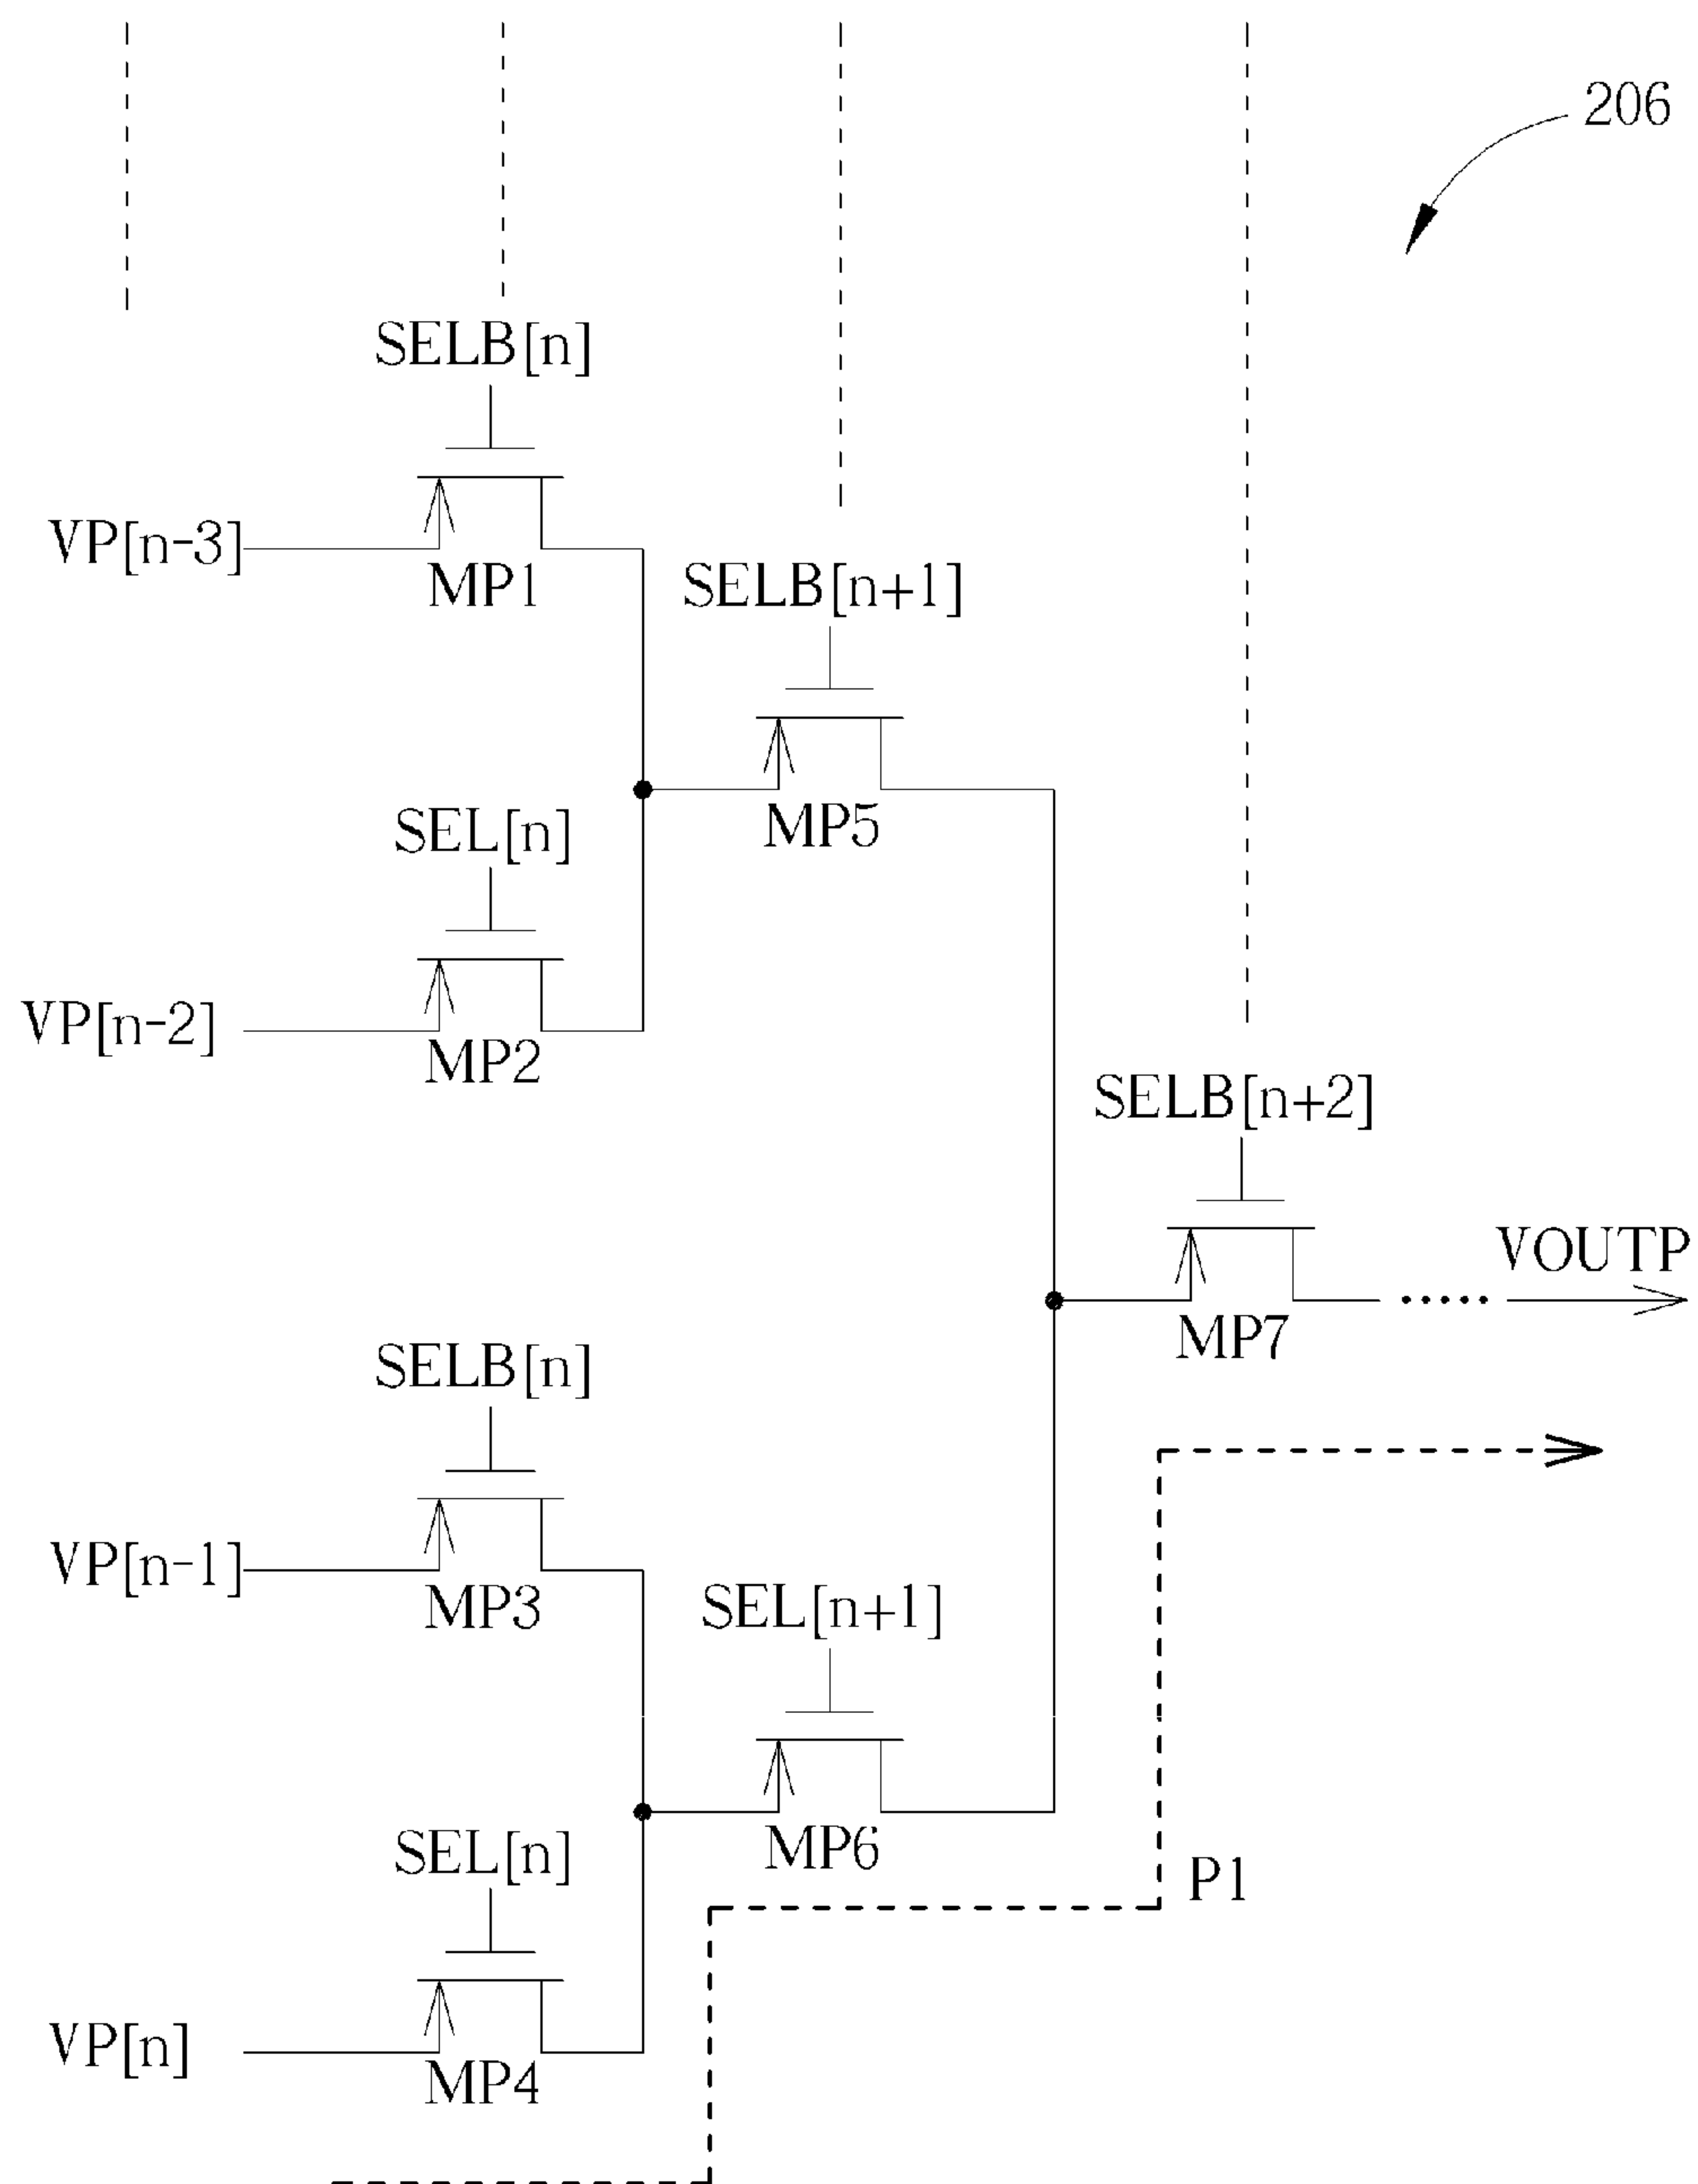 206
SELB[n]
VP[n-3]
MP1
SELB[n+1]
MP5
SEL[n]
VP[n-2]
MP2
SELB[n+2]
VOUTP
MP7
SELB[n]
VP[n-1]
MP3
SEL[n+1]
MP6
SEL[n]
P1
VP[n]
MP4